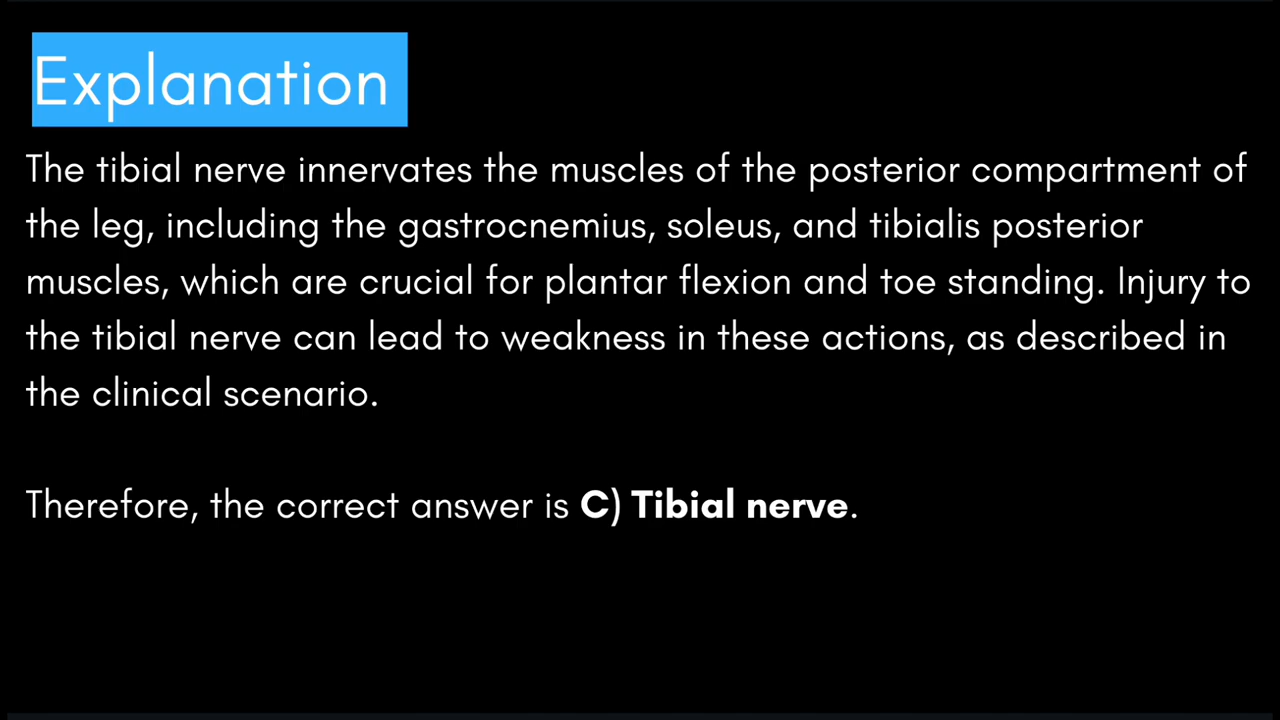 Explanation
The tibial nerve innervates the muscles of the posterior compartment of
the leg, including the gastrocnemius, soleus, and tibialis posterior
muscles, which are crucial for plantar flexion and toe standing. Injury to
the tibial nerve can lead to weakness in these actions, as described in
the clinical scenario.
Therefore, the correct answer is C) Tibial nerve.